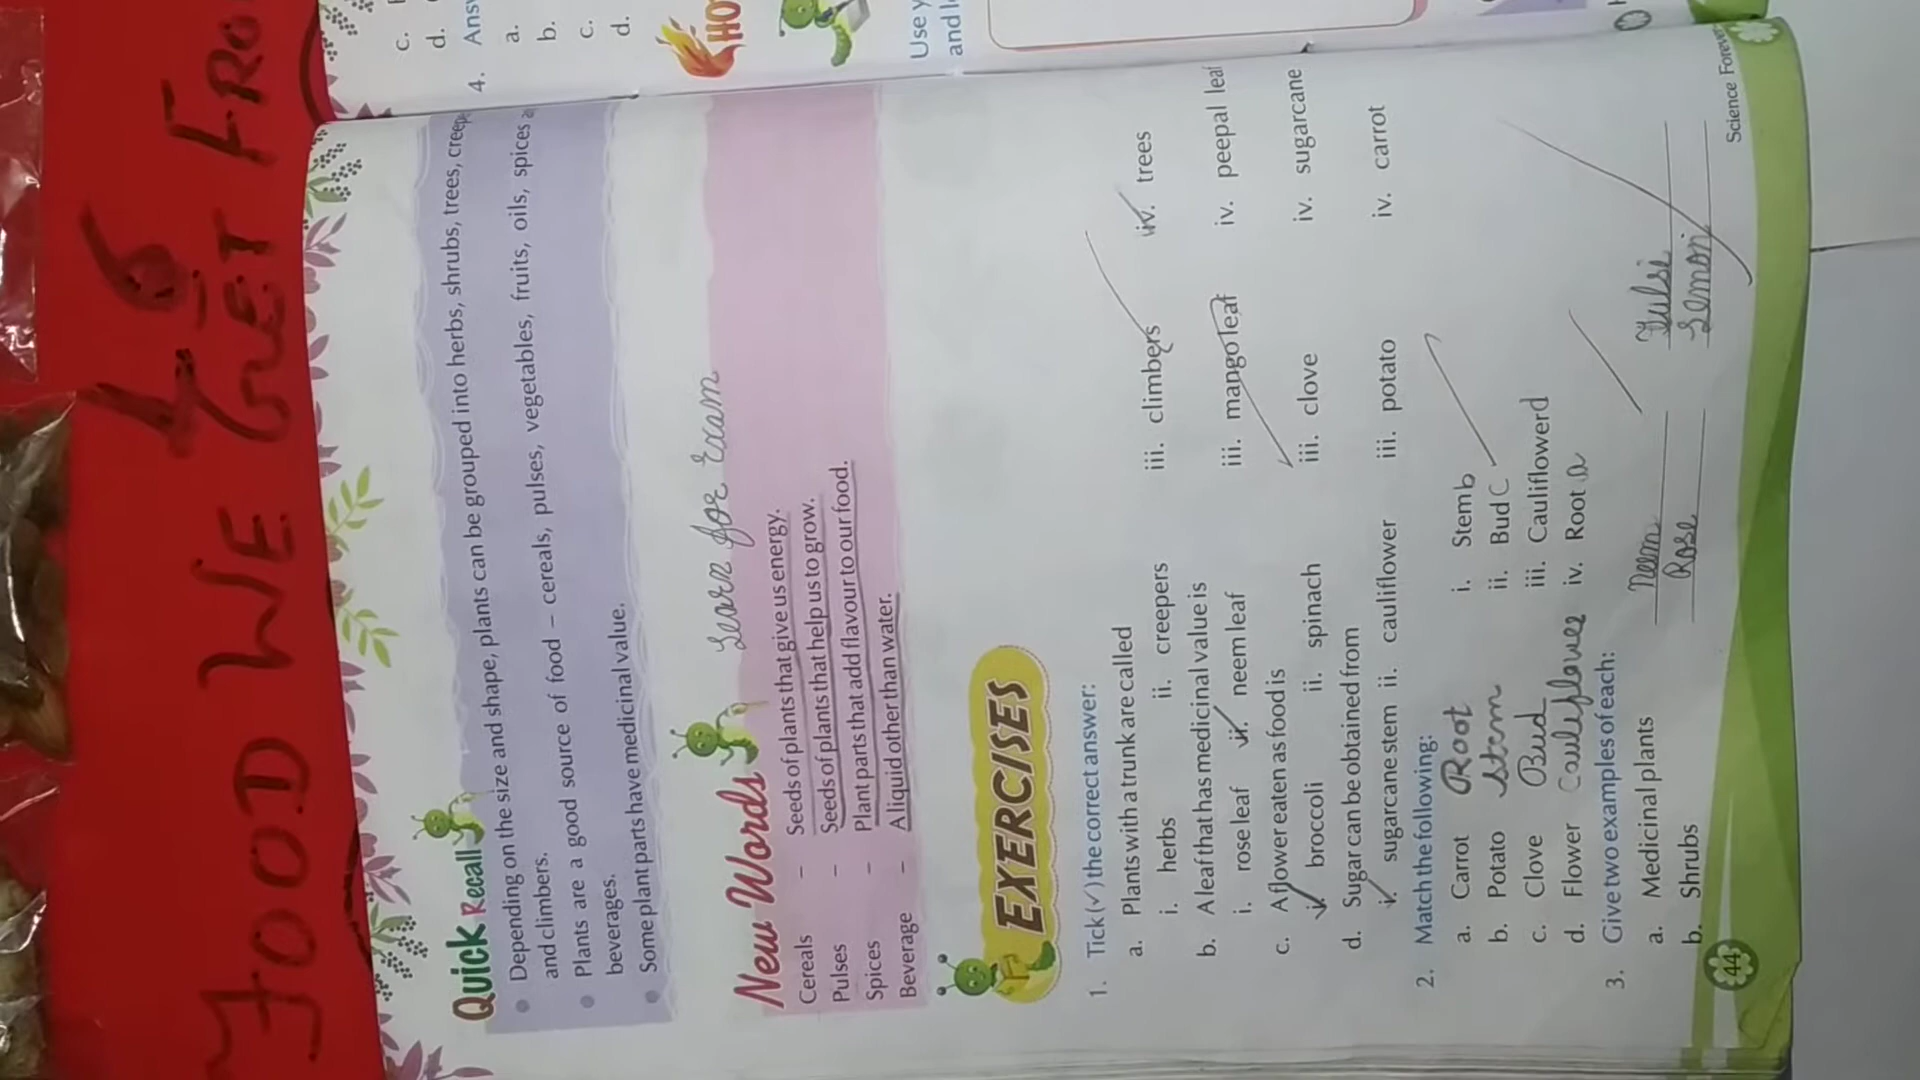 L 6
FOOD WE GET FRO
Quick Recall
Depending on the size and shape, plants can be grouped into herbs, shrubs, trees, creep
and climbers.
Plants are a good source of food – cereals, pulses, vegetables, fruits, oils, spices a
beverages.
Some plant parts have medicinal value.
Learn for Exam
New Words
Cereals – Seeds of plants that give us energy.
Pulses – Seeds of plants that help us to grow.
Spices – Plant parts that add flavour to our food.
Beverage – A liquid other than water.
EXERCISES
1. Tick (✓) the correct answer:
a. Plants with a trunk are called
i. herbs ii. creepers iii. climbers iv. trees
b. A leaf that has medicinal value is
i. rose leaf ii. neem leaf iii. mango leaf iv. peepal leaf
c. A flower eaten as food is
i. broccoli ii. spinach iii. clove iv. sugarcane
d. Sugar can be obtained from
i. sugarcane stem ii. cauliflower iii. potato iv. carrot
2. Match the following:
a. Carrot Root i. Stem b
b. Potato Stem ii. Bud C
c. Clove Bud iii. Cauliflower d
d. Flower Cauliflower iv. Root a
3. Give two examples of each:
a. Medicinal plants Neem Tulsi
b. Shrubs Rose Lemon
44
Science Forever
c.
d.
4. Ansv
a.
b.
c.
d.
HO
Use y
and l